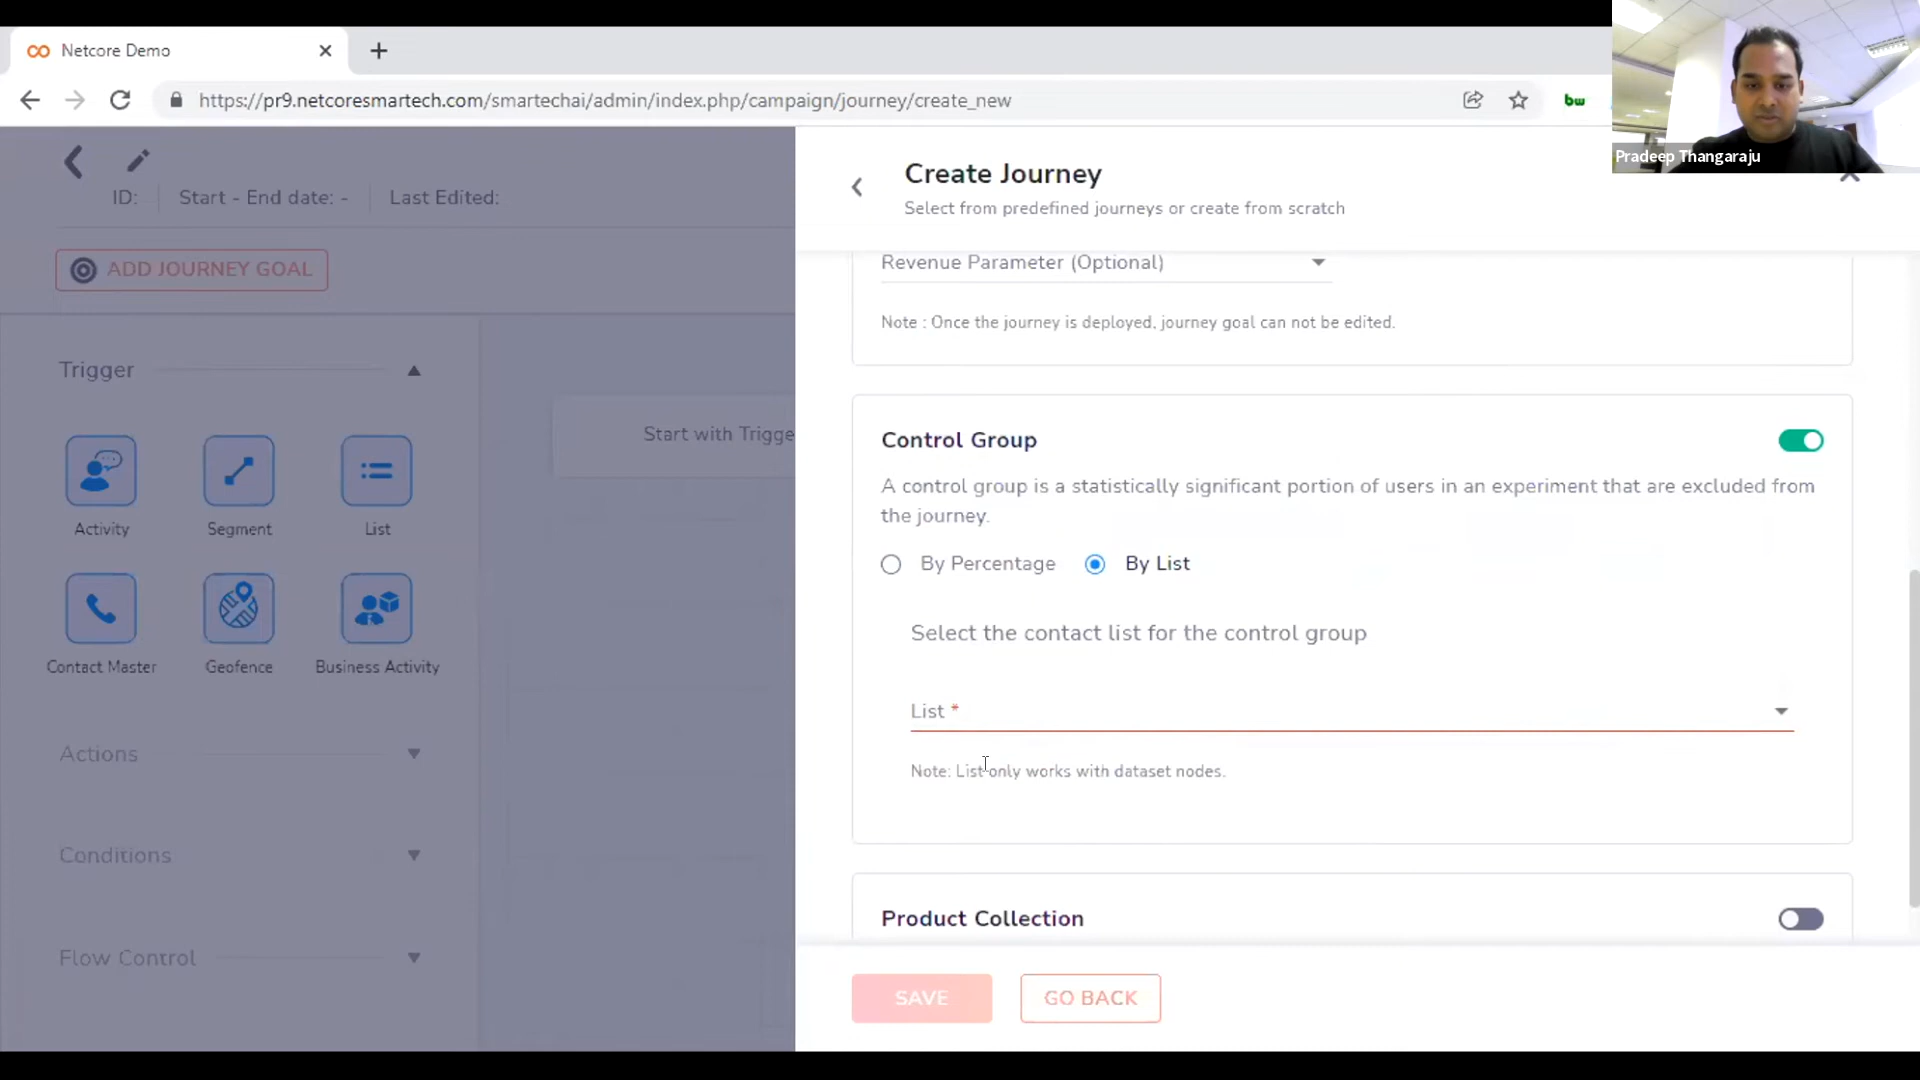 Netcore Demo
https://pr9.netcoresmartech.com/smartechai/admin/index.php/campaign/journey/create_new
bw
Pradeep Thangaraju
ID:
Start - End date: -
Last Edited:
ADD JOURNEY GOAL
Trigger
Activity
Segment
List
Contact Master
Geofence
Business Activity
Actions
Conditions
Flow Control
Start with Trigge
Create Journey
Select from predefined journeys or create from scratch
Revenue Parameter (Optional)
Note : Once the journey is deployed, journey goal can not be edited.
Control Group
A control group is a statistically significant portion of users in an experiment that are excluded from
the journey.
By Percentage
By List
Select the contact list for the control group
List *
Note: List only works with dataset nodes.
Product Collection
SAVE
GO BACK